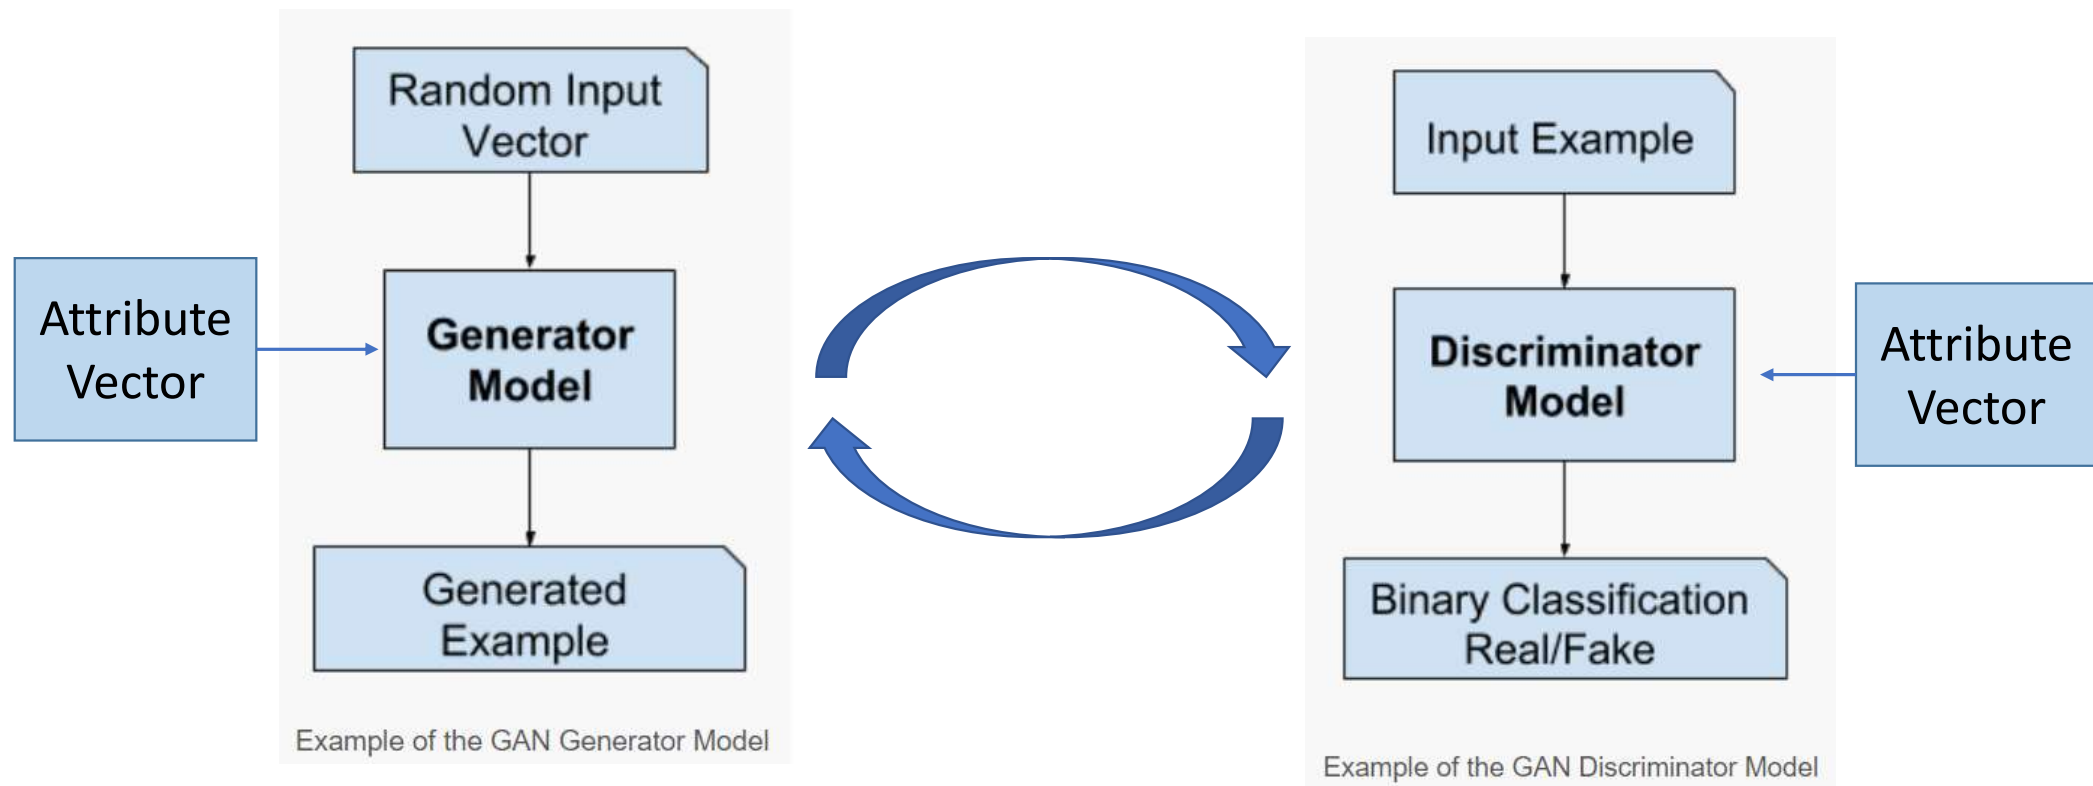 Random Input
Vector
Attribute
Vector
Generator
Model
Generated
Example
Example of the GAN Generator Model
Input Example
Discriminator
Model
Attribute
Vector
Binary Classification
Real/Fake
Example of the GAN Discriminator Model